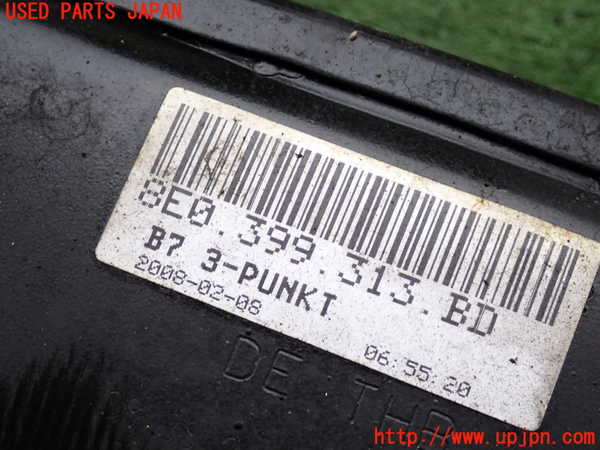 USED PARTS JAPAN
8E0.399.313.BD
B7 3-PUNKT
2008-02-08
06:55:20
DE
http://www.upjpn.com/